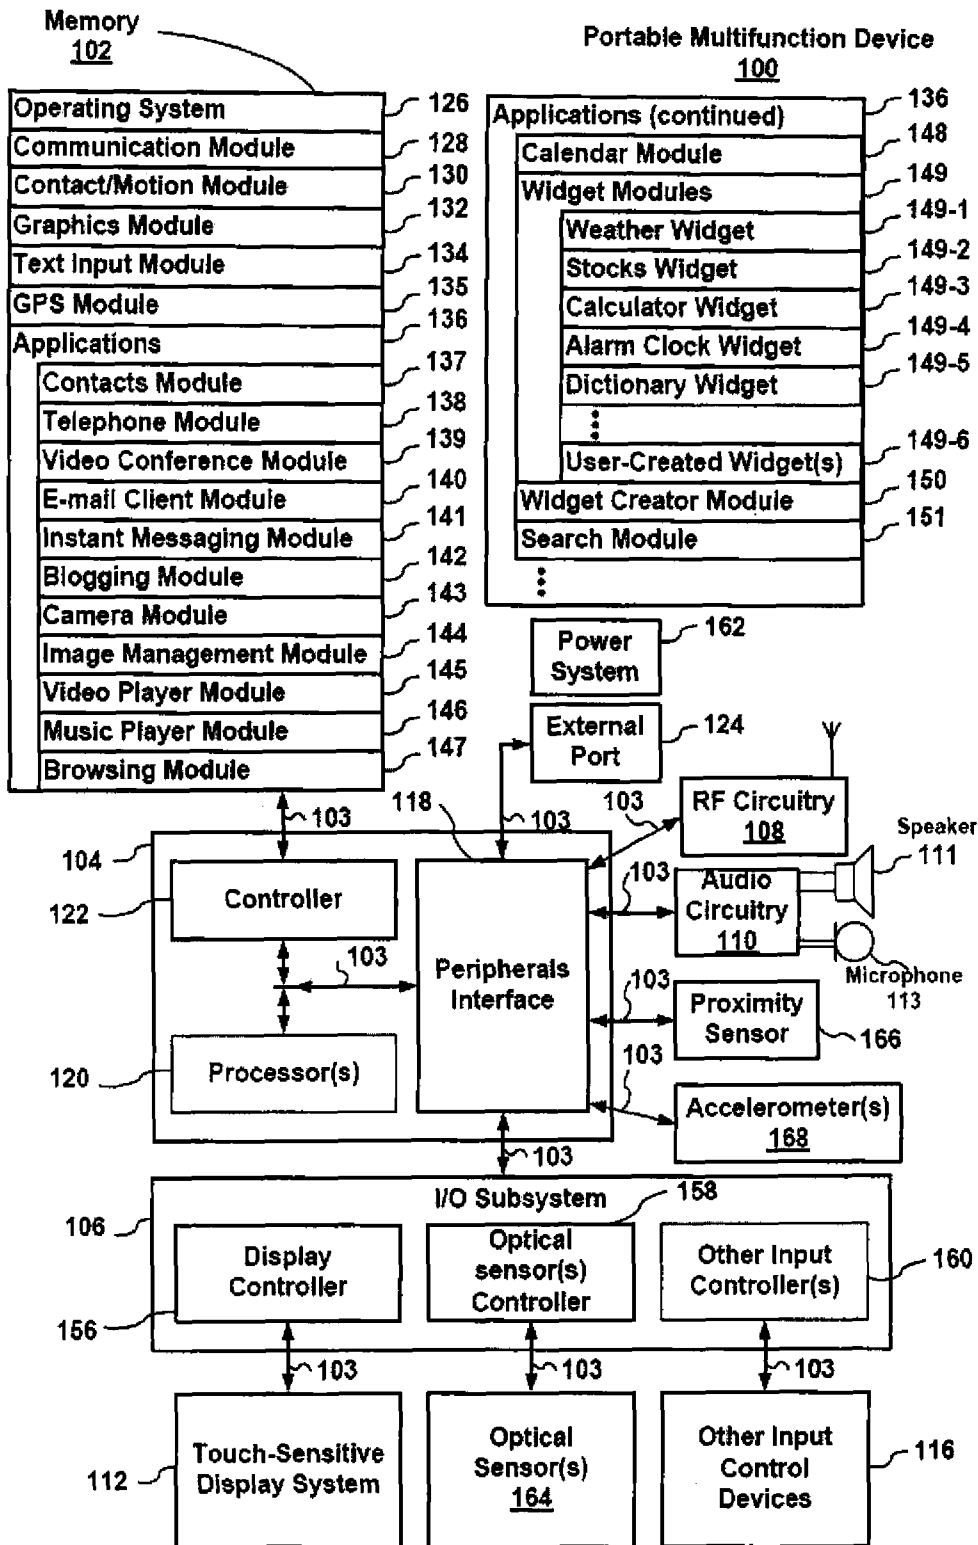 Memory
102
Portable Multifunction Device
100
Operating System
126
Communication Module
128
Contact/Motion Module
130
Graphics Module
132
Text Input Module
134
GPS Module
135
Applications
136
Contacts Module
137
Telephone Module
138
Video Conference Module
139
E-mail Client Module
140
Instant Messaging Module
141
Blogging Module
142
Camera Module
143
Image Management Module
144
Video Player Module
145
Music Player Module
146
Browsing Module
147
Applications (continued)
136
Calendar Module
148
Widget Modules
149
Weather Widget
149-1
Stocks Widget
149-2
Calculator Widget
149-3
Alarm Clock Widget
149-4
Dictionary Widget
149-5
User-Created Widget(s)
149-6
Widget Creator Module
150
Search Module
151
Power
System
162
External
Port
124
103
118
103
103
RF Circuitry
108
Speaker
111
104
Controller
122
103
Audio
Circuitry
110
103
Peripherals
Interface
Microphone
113
103
Proximity
Sensor
166
Processor(s)
120
103
Accelerometer(s)
168
103
I/O Subsystem
158
106
Display
Controller
156
Optical
sensor(s)
Controller
Other Input
Controller(s)
160
103
103
103
Touch-Sensitive
Display System
112
Optical
Sensor(s)
164
Other Input
Control
Devices
116